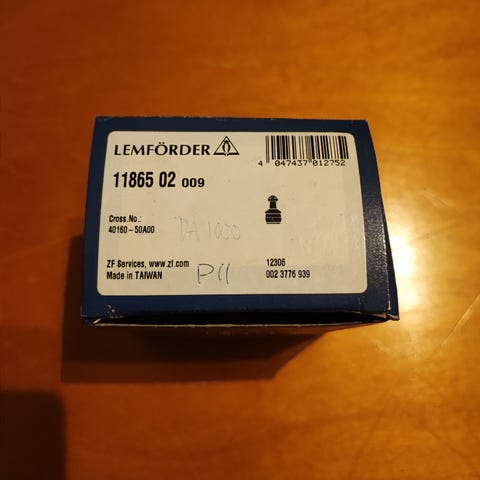 LEMFÖRDER
4 047437 012752
11865 02 009
Cross.No.:
40160-50A00
ZF Services, www.zf.com
Made in TAIWAN
P11
12306
002 3776 939